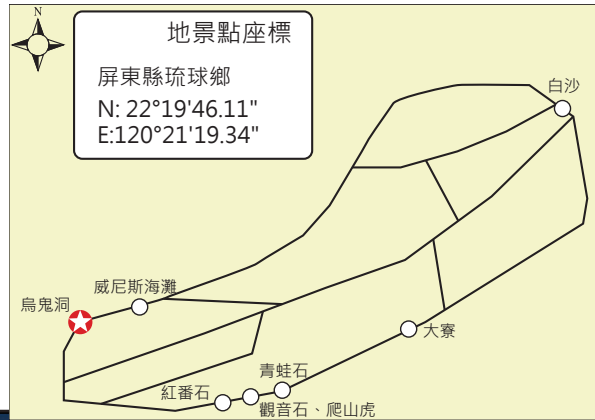 N
地景點座標
屏東縣琉球鄉
N: 22°19'46.11"
E:120°21'19.34"
白沙
威尼斯海灘
烏鬼洞
大寮
青蛙石
紅番石
觀音石、爬山虎